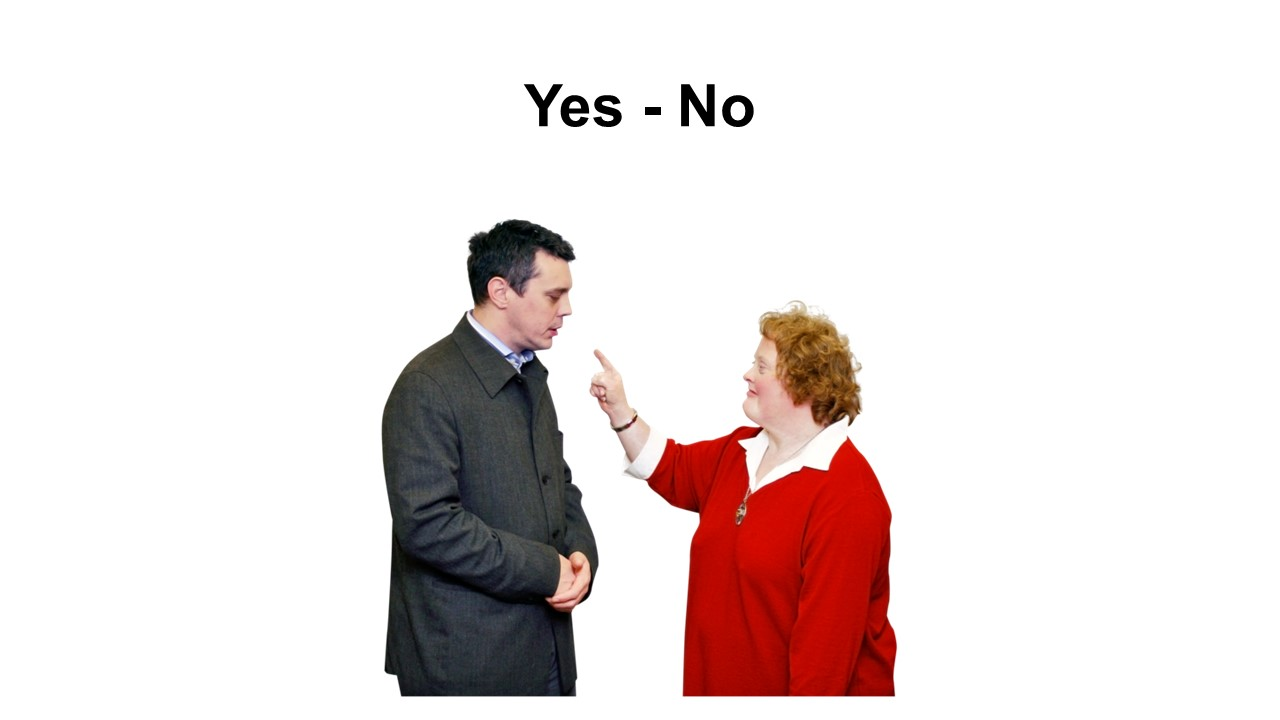 Yes - No